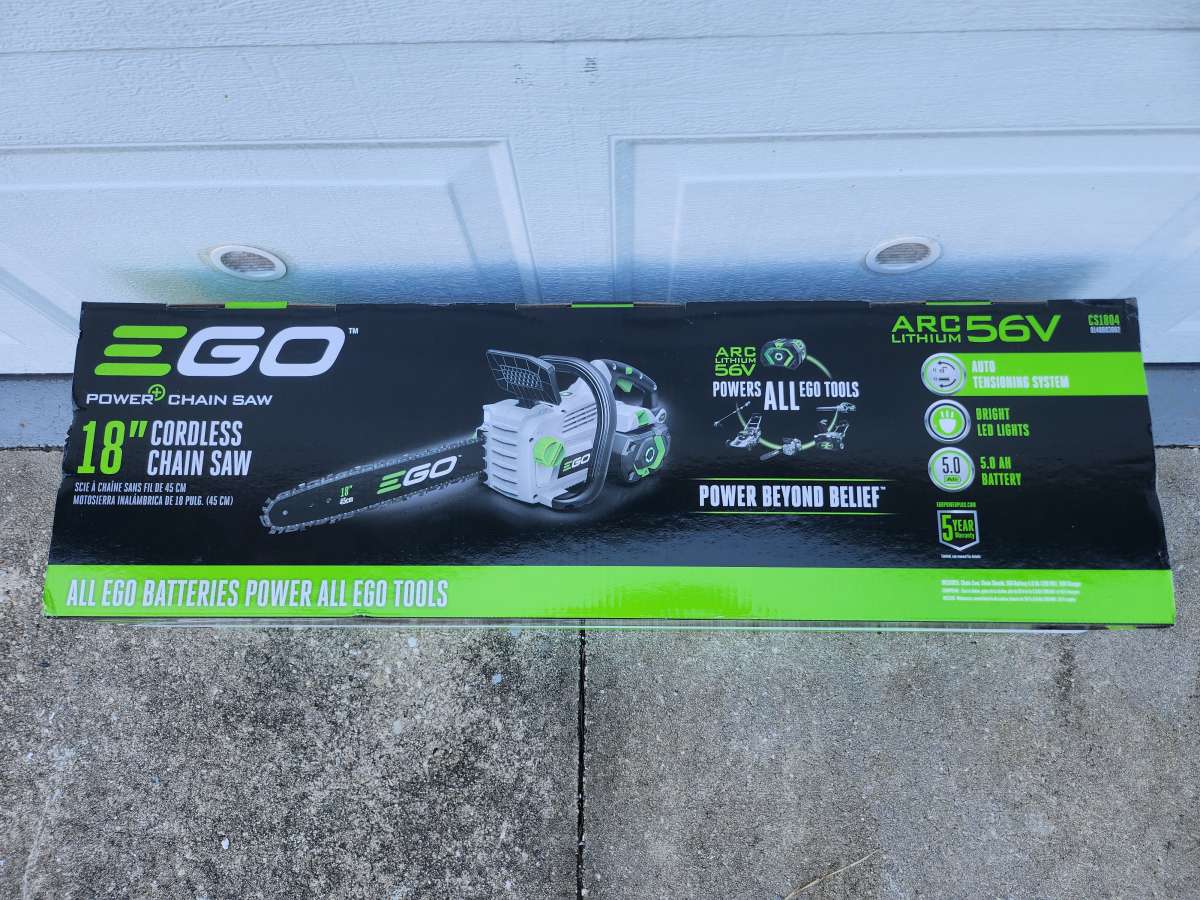 EGO™
POWER+ CHAIN SAW
18" CORDLESS
CHAIN SAW
SCIE À CHAÎNE SANS FIL DE 45 CM
MOTOSIERRA INALÁMBRICA DE 18 PULG. (45 CM)
18"
45cm
EGO
EGO
ARC
LITHIUM
56V
POWERS ALL EGO TOOLS
POWER BEYOND BELIEF™
ARC
LITHIUM 56V
CS1804
AUTO
TENSIONING SYSTEM
BRIGHT
LED LIGHTS
5.0
Ah
5.0 AH
BATTERY
5 YEAR
Warranty
ALL EGO BATTERIES POWER ALL EGO TOOLS